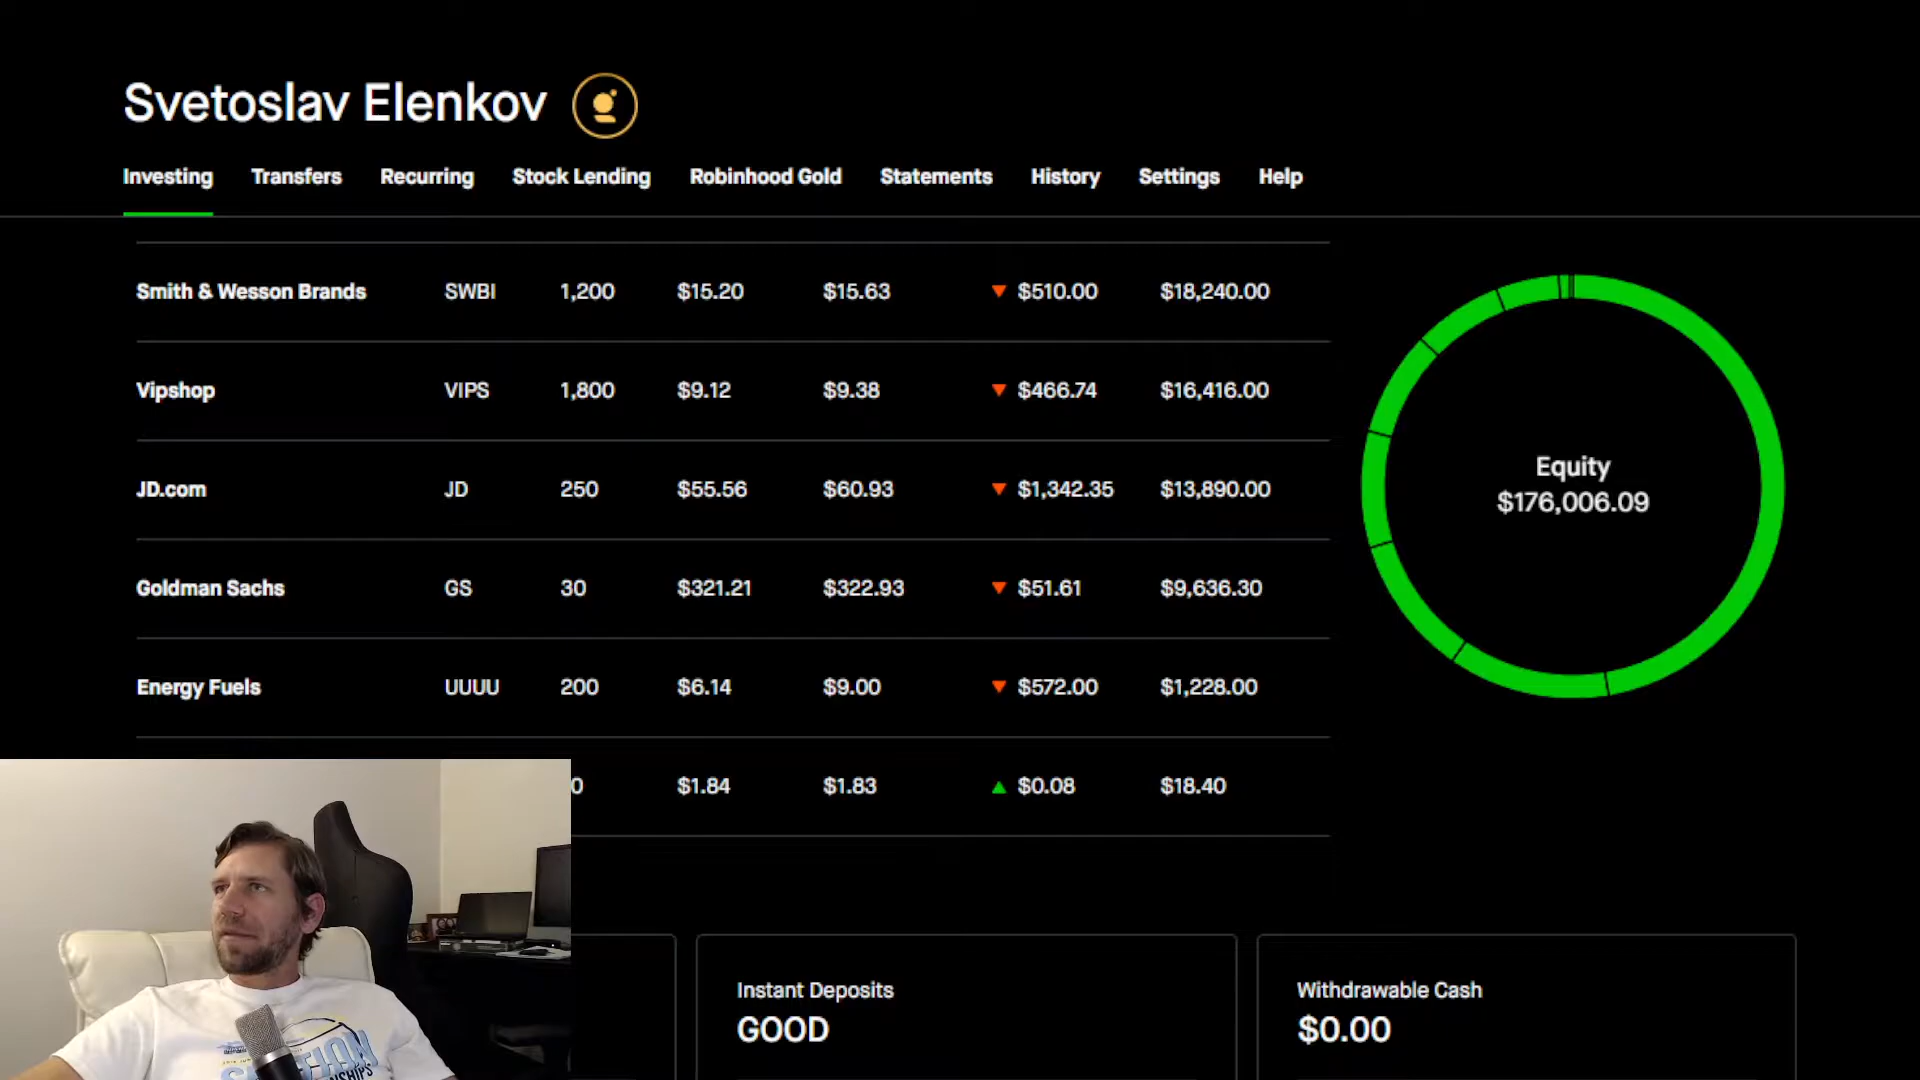 Svetoslav Elenkov
Investing Transfers Recurring Stock Lending Robinhood Gold Statements History Settings Help
Smith & Wesson Brands SWBI 1,200 $15.20 $15.63 $510.00 $18,240.00
Vipshop VIPS 1,800 $9.12 $9.38 $466.74 $16,416.00
JD.com JD 250 $55.56 $60.93 $1,342.35 $13,890.00
Goldman Sachs GS 30 $321.21 $322.93 $51.61 $9,636.30
Energy Fuels UUUU 200 $6.14 $9.00 $572.00 $1,228.00
0 $1.84 $1.83 $0.08 $18.40
Equity
$176,006.09
Instant Deposits
GOOD
Withdrawable Cash
$0.00